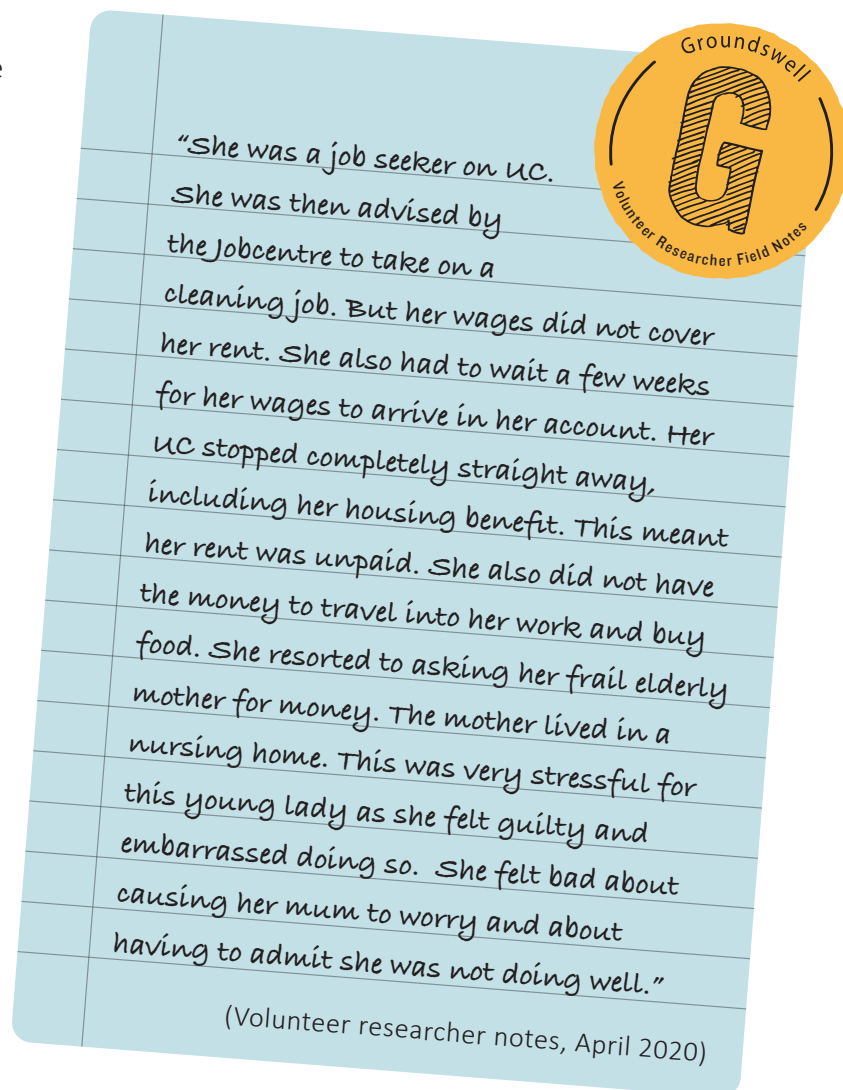 e
Groundswell
G
Volunteer Researcher Field Notes
“She was a job seeker on UC.
She was then advised by
the Jobcentre to take on a
cleaning job. But her wages did not cover
her rent. She also had to wait a few weeks
for her wages to arrive in her account. Her
UC stopped completely straight away,
including her housing benefit. This meant
her rent was unpaid. She also did not have
the money to travel into her work and buy
food. She resorted to asking her frail elderly
mother for money. The mother lived in a
nursing home. This was very stressful for
this young lady as she felt guilty and
embarrassed doing so.  She felt bad about
causing her mum to worry and about
having to admit she was not doing well.”
(Volunteer researcher notes, April 2020)